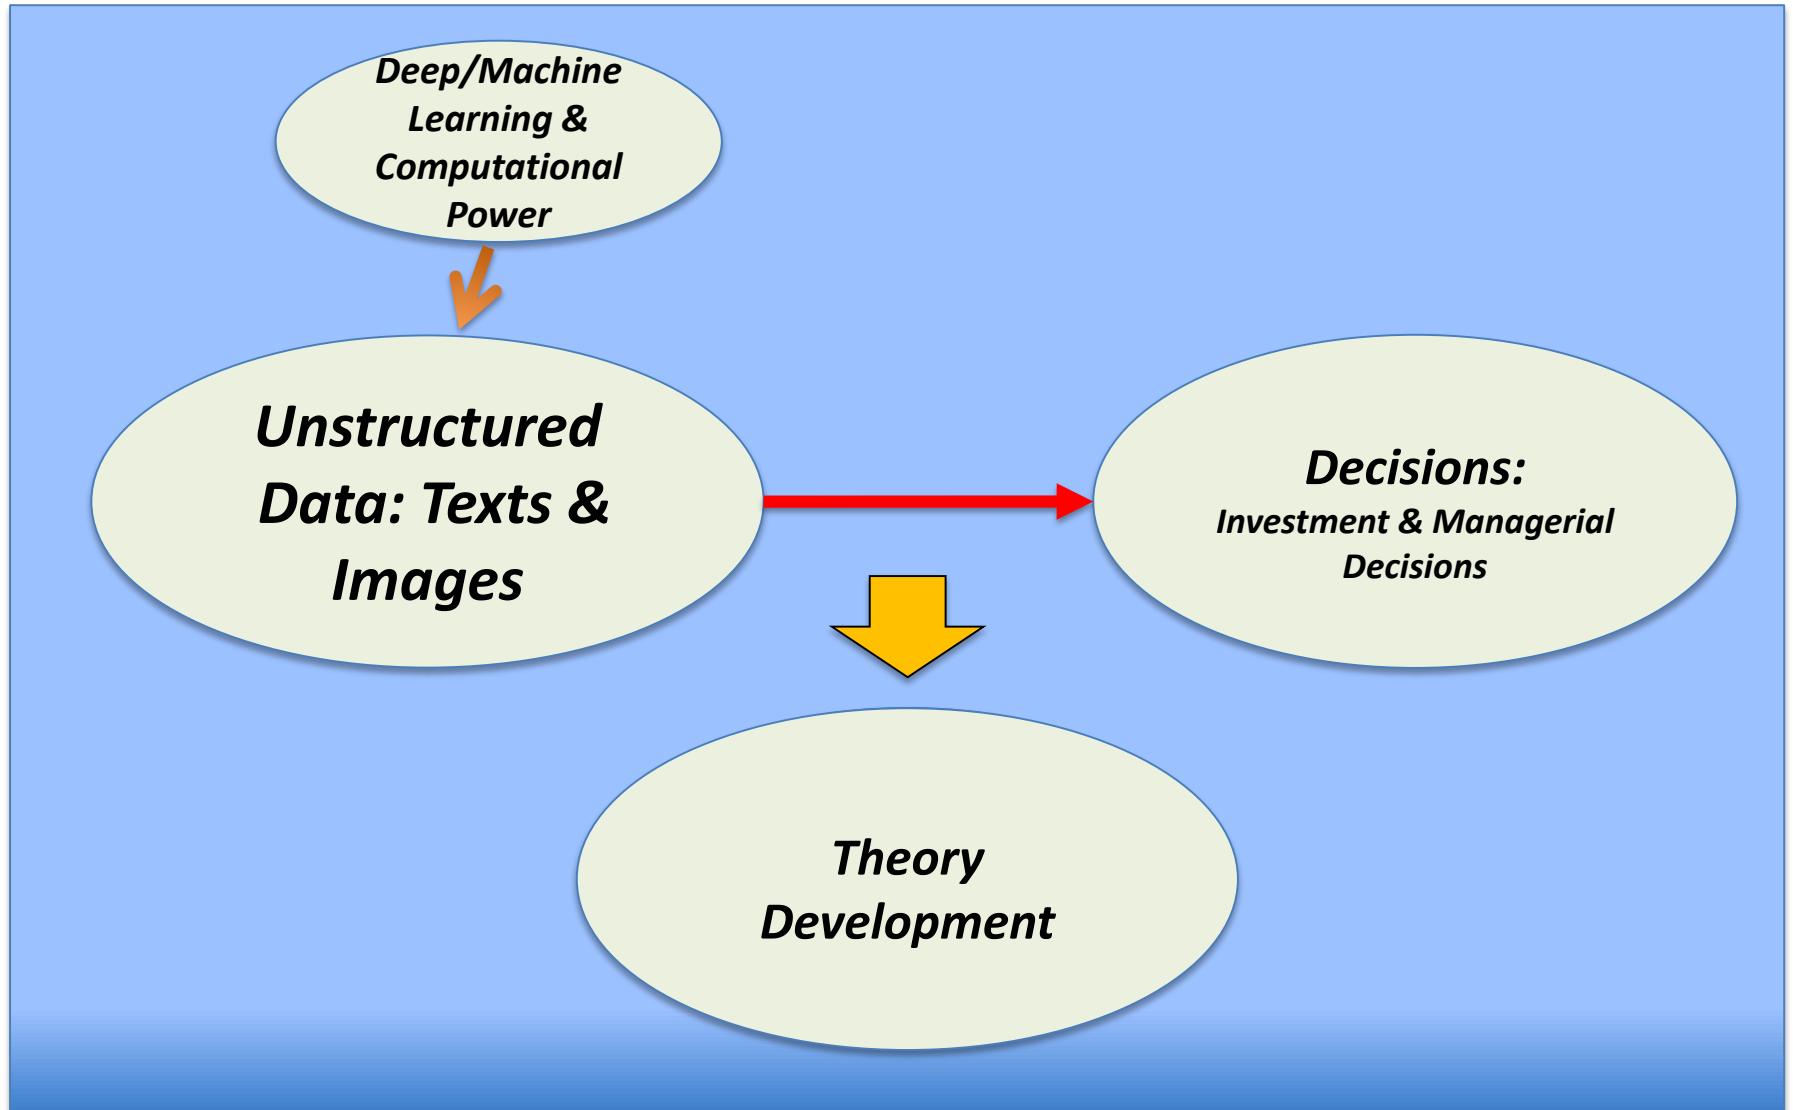 Deep/Machine
Learning &
Computational
Power
Unstructured
Data: Texts &
Images
Decisions:
Investment & Managerial
Decisions
Theory
Development